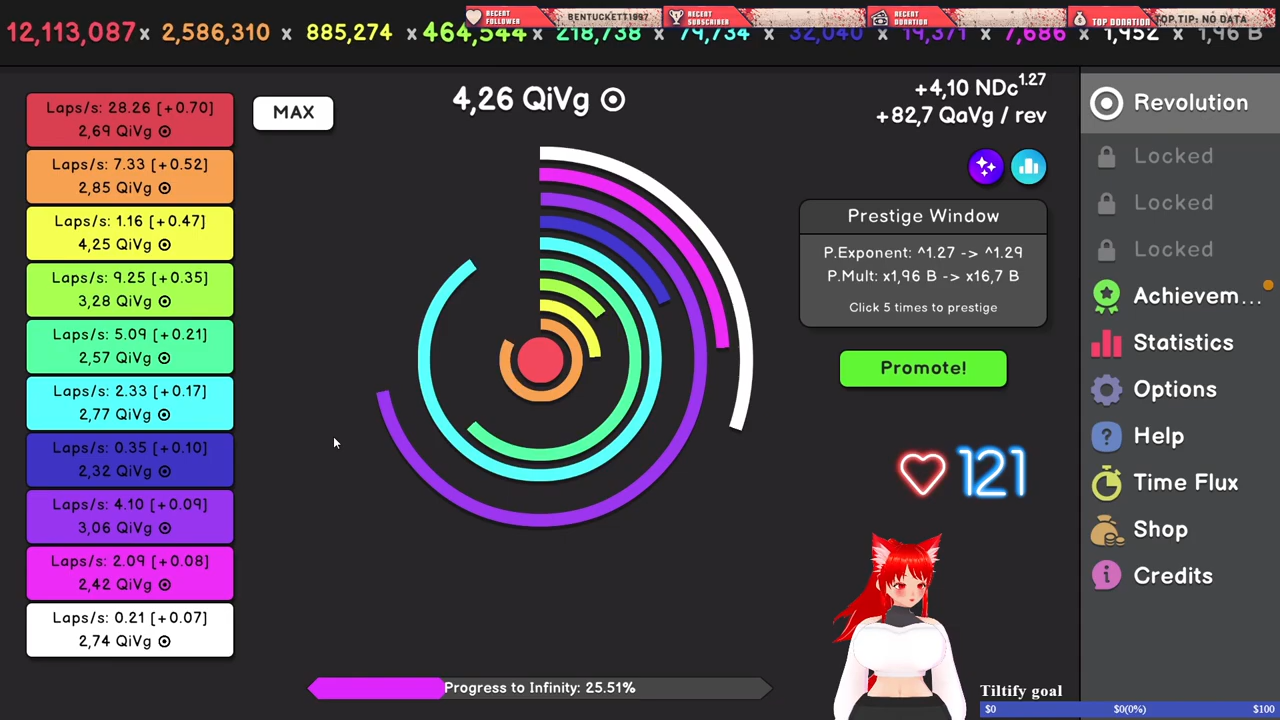 RECENT FOLLOWER
BENTUCKETT1997
RECENT SUBSCRIBER
RECENT DONATION
TOP DONATION
TOP.TIP: NO DATA
12,113,087 x 2,586,310 x 885,274 x 464,544 x 218,738 x 79,734 x 32,040 x 19,371 x 7,686 x 1,952 x 1,96 B
Laps/s: 28.26 [+0.70]
2,69 QiVg
Laps/s: 7.33 [+0.52]
2,85 QiVg
Laps/s: 1.16 [+0.47]
4,25 QiVg
Laps/s: 9.25 [+0.35]
3,28 QiVg
Laps/s: 5.09 [+0.21]
2,57 QiVg
Laps/s: 2.33 [+0.17]
2,77 QiVg
Laps/s: 0.35 [+0.10]
2,32 QiVg
Laps/s: 4.10 [+0.09]
3,06 QiVg
Laps/s: 2.09 [+0.08]
2,42 QiVg
Laps/s: 0.21 [+0.07]
2,74 QiVg
MAX
4,26 QiVg
+4,10 NDc^1.27
+82,7 QaVg / rev
Prestige Window
P.Exponent: ^1.27 -> ^1.29
P.Mult: x1,96 B -> x16,7 B
Click 5 times to prestige
Promote!
121
Progress to Infinity: 25.51%
Revolution
Locked
Locked
Locked
Achievem...
Statistics
Options
Help
Time Flux
Shop
Credits
Tiltify goal
$0 $0(0%) $100